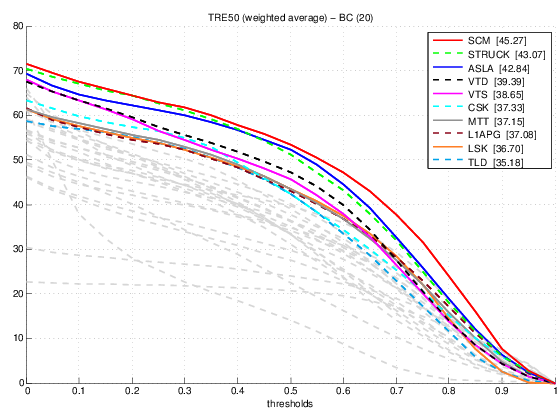 TRE50 (weighted average) – BC (20)
80
70
60
50
40
30
20
10
0
SCM [45.27]
STRUCK [43.07]
ASLA [42.84]
VTD [39.39]
VTS [38.65]
CSK [37.33]
MTT [37.15]
L1APG [37.08]
LSK [36.70]
TLD [35.18]
0 0.1 0.2 0.3 0.4 0.5 0.6 0.7 0.8 0.9 1
thresholds